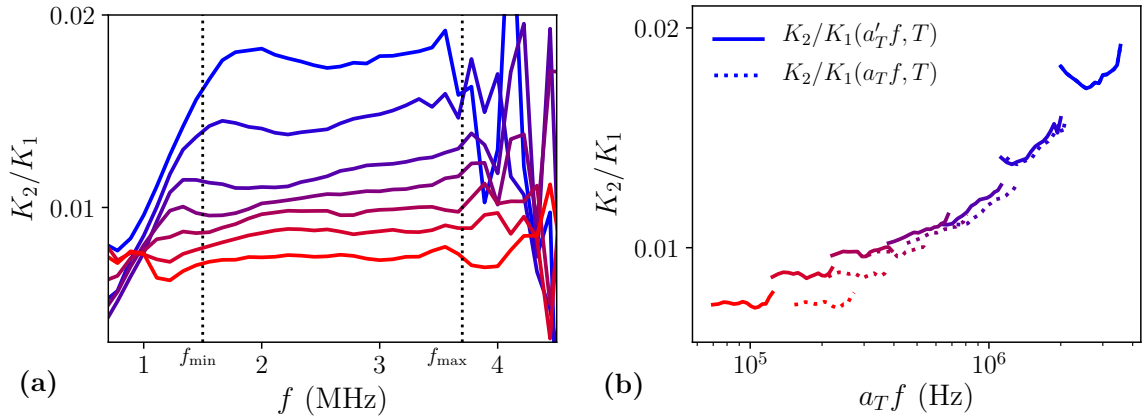 0.02
0.01
K₂/K₁
1
2
3
4
f_min
f_max
f (MHz)
(a)
0.02
0.01
K₂/K₁
K₂/K₁(a′_T f, T)
K₂/K₁(a_T f, T)
10⁵
10⁶
a_T f (Hz)
(b)